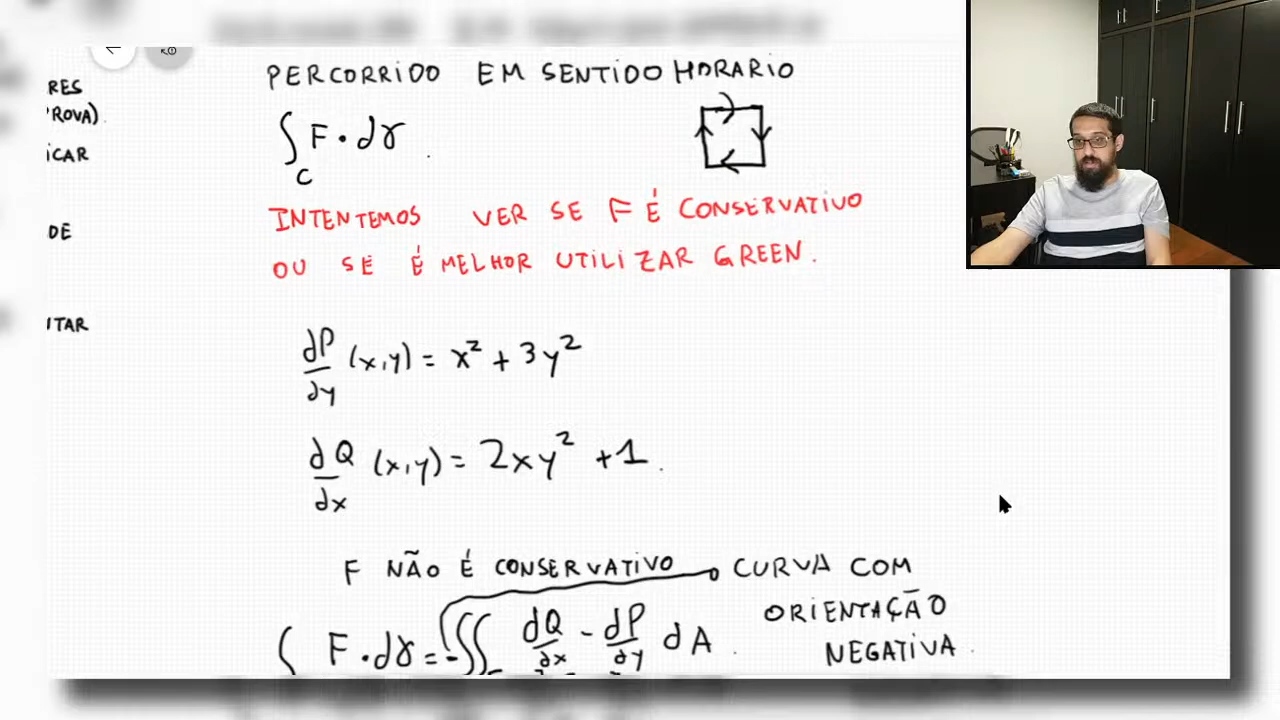 RES
PROVA).
ICAR
DE
ITAR
PERCORRIDO EM SENTIDO HORARIO
∫ F · dγ
C
INTENTEMOS VER SE F É CONSERVATIVO
OU SE É MELHOR UTILIZAR GREEN.
∂P/∂y (x,y) = x² + 3y²
∂Q/∂x (x,y) = 2xy² + 1.
F NÃO É CONSERVATIVO CURVA COM
ORIENTAÇÃO
NEGATIVA.
∫ F · dγ = -∬ ∂Q/∂x - ∂P/∂y dA.